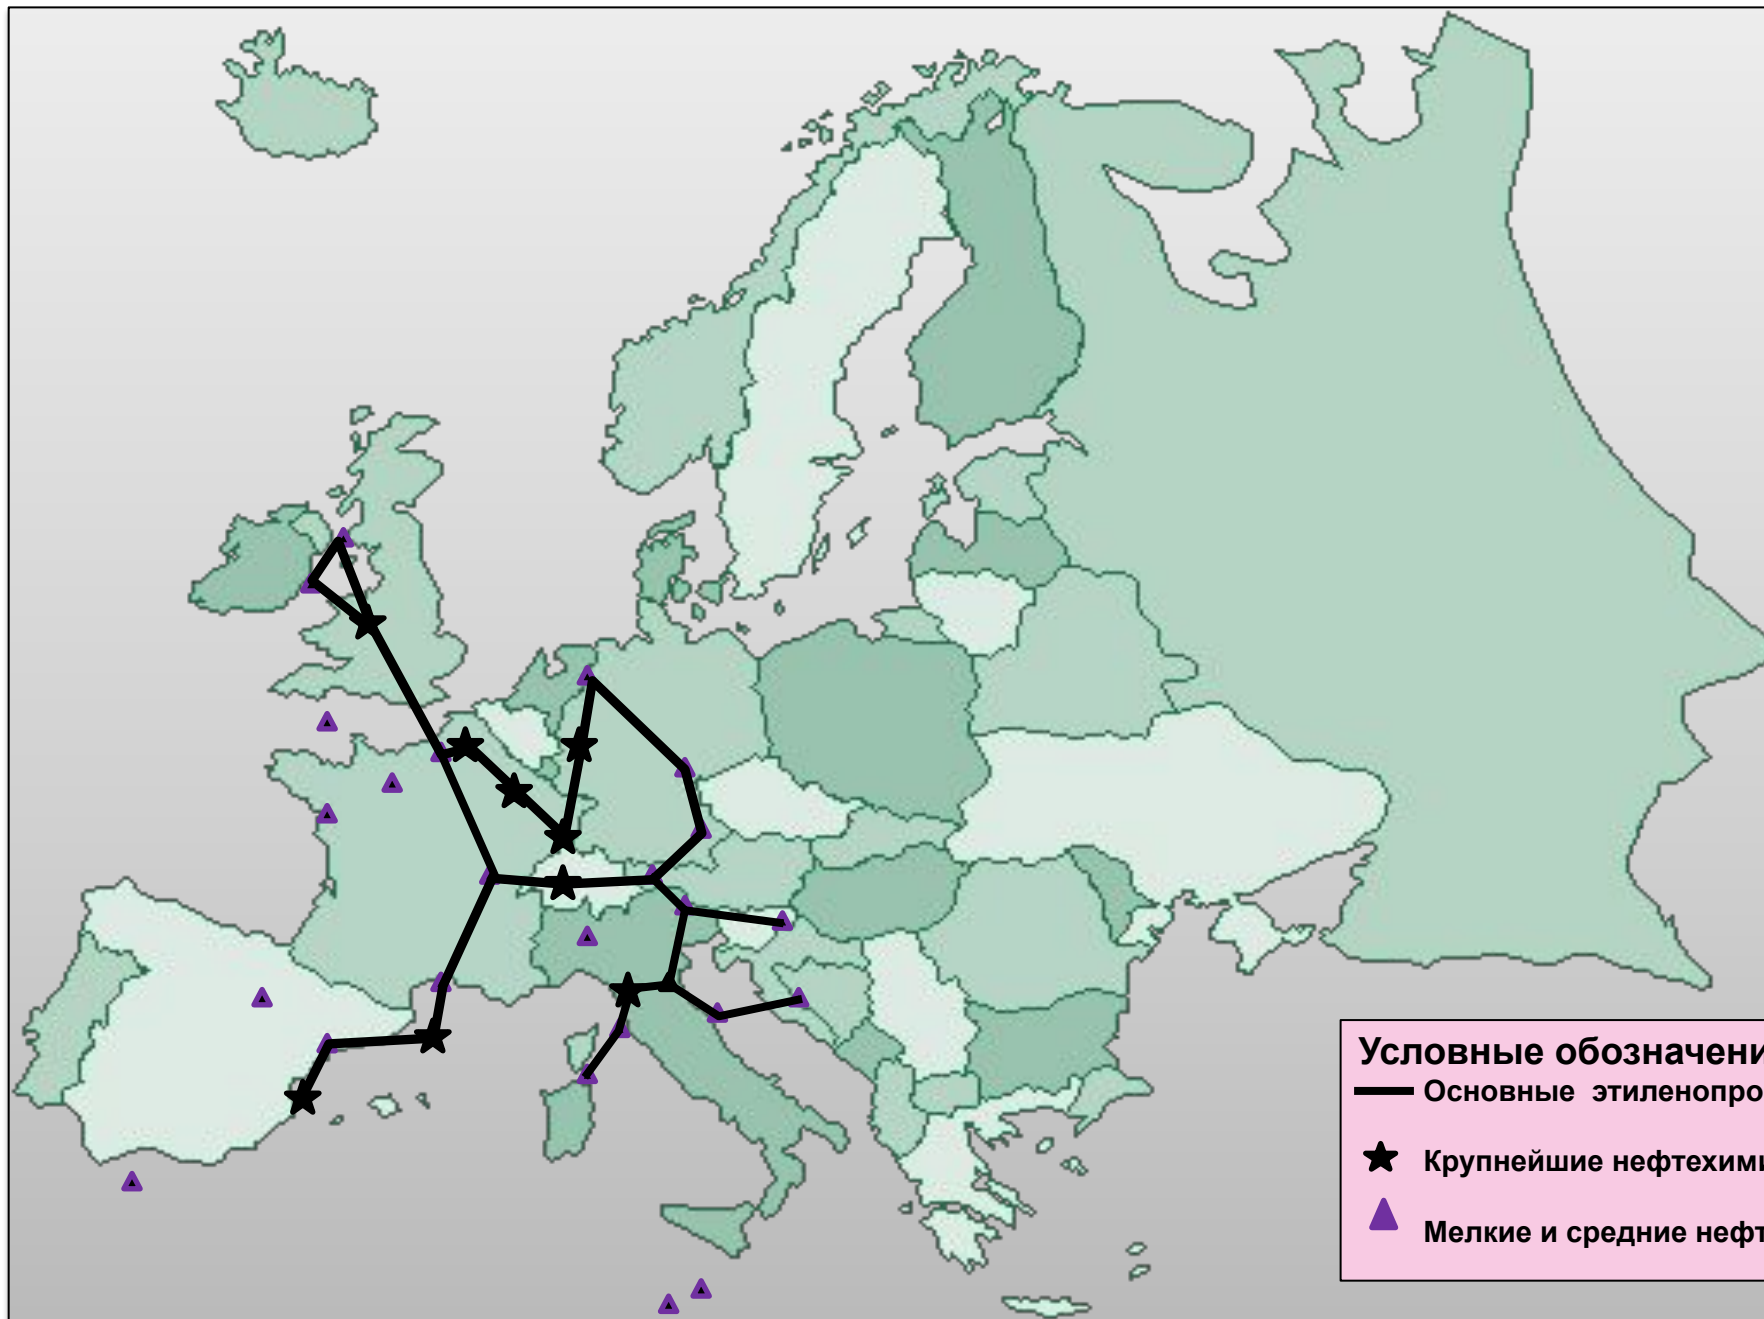 Условные обозначени
Основные этиленопро
Крупнейшие нефтехими
Мелкие и средние нефт